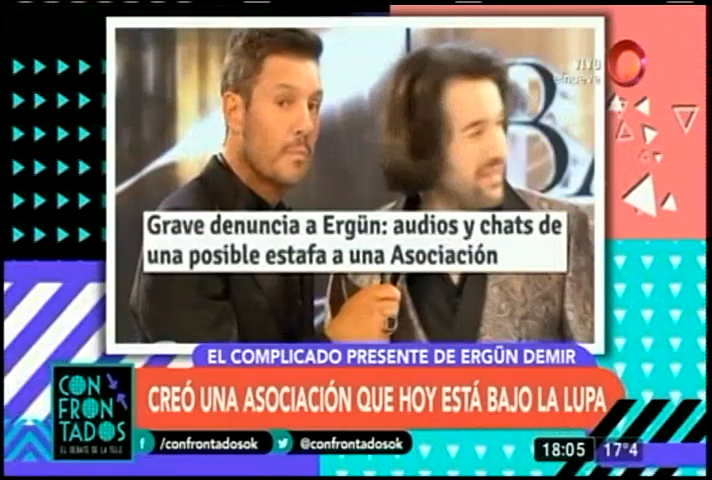 VIVO
elnueve
Grave denuncia a Ergün: audios y chats de
una posible estafa a una Asociación
EL COMPLICADO PRESENTE DE ERGÜN DEMIR
CREÓ UNA ASOCIACIÓN QUE HOY ESTÁ BAJO LA LUPA
CON
FRON
TADOS
EL DEBATE DE LA TELE
/confrontadosok
@confrontadosok
18:05
17°4